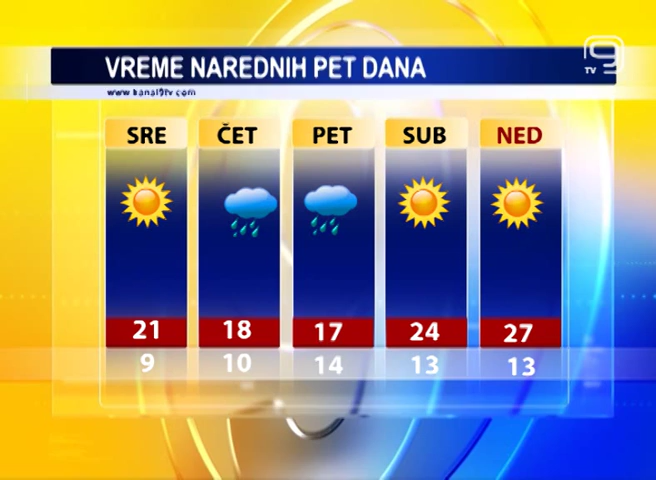 VREME NAREDNIH PET DANA
9
TV
www.kanal9tv.com
SRE ČET PET SUB NED
21 18 17 24 27
9 10 14 13 13